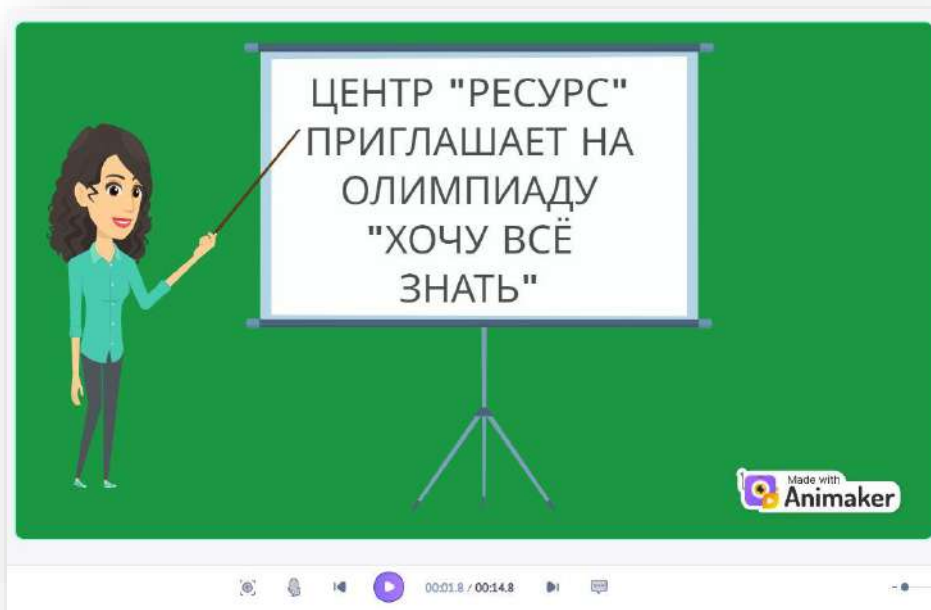 ЦЕНТР "РЕСУРС"
ПРИГЛАШАЕТ НА
ОЛИМПИАДУ
"ХОЧУ ВСЁ
ЗНАТЬ"
Made with
Animaker
00:01.8 / 00:14.8